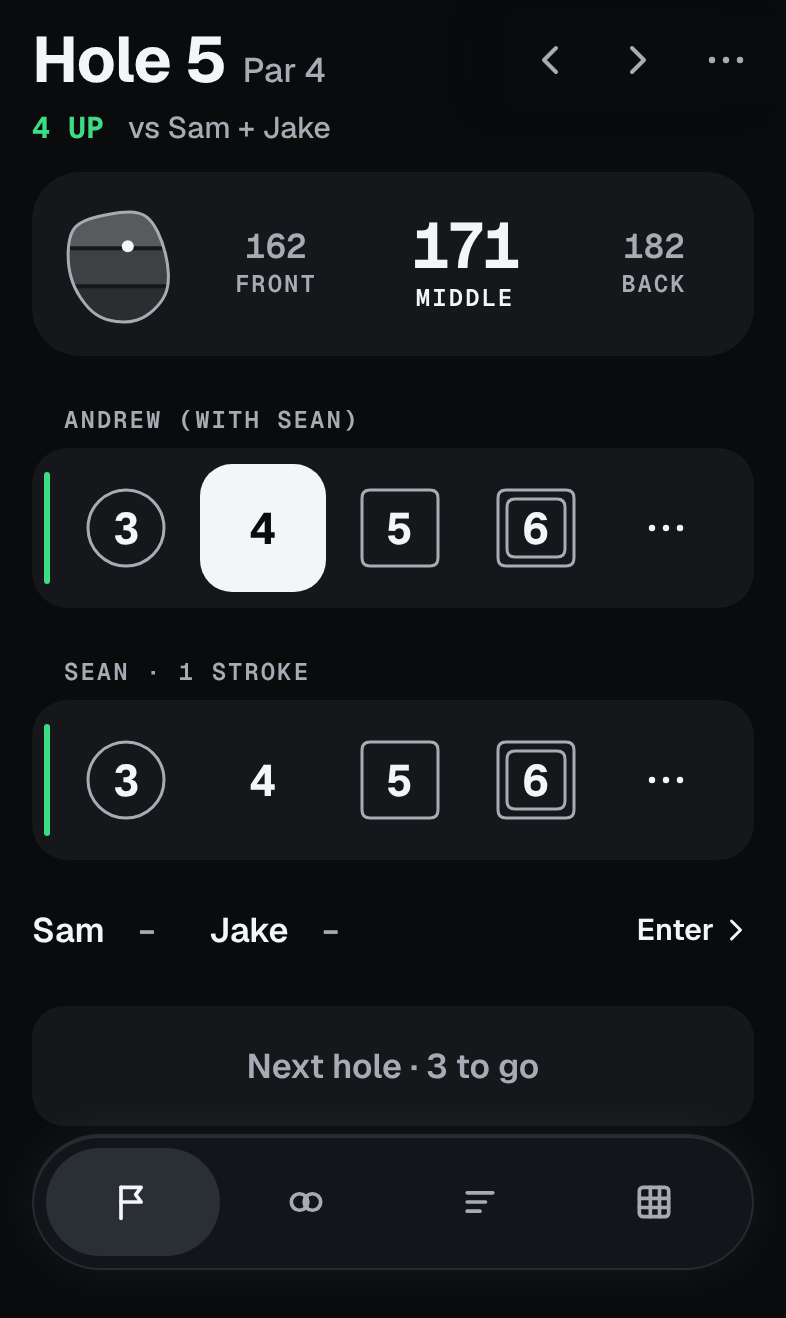 Hole 5 Par 4
4 UP vs Sam + Jake
162 171 182
FRONT MIDDLE BACK
ANDREW (WITH SEAN)
3 4 5 6 ...
SEAN · 1 STROKE
3 4 5 6 ...
Sam – Jake – Enter >
Next hole · 3 to go